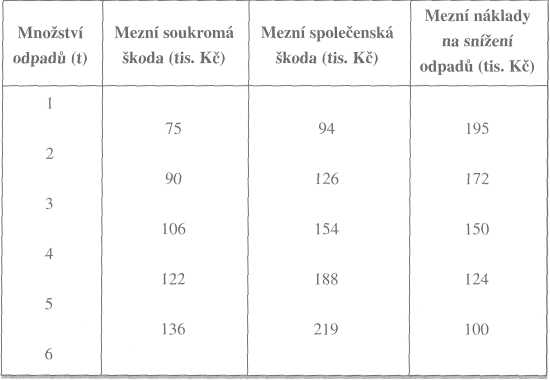 Množství odpadů (t) | Mezní soukromá škoda (tis. Kč) | Mezní společenská škoda (tis. Kč) | Mezní náklady na snížení odpadů (tis. Kč)
1
75 94 195
2
90 126 172
3
106 154 150
4
122 188 124
5
136 219 100
6